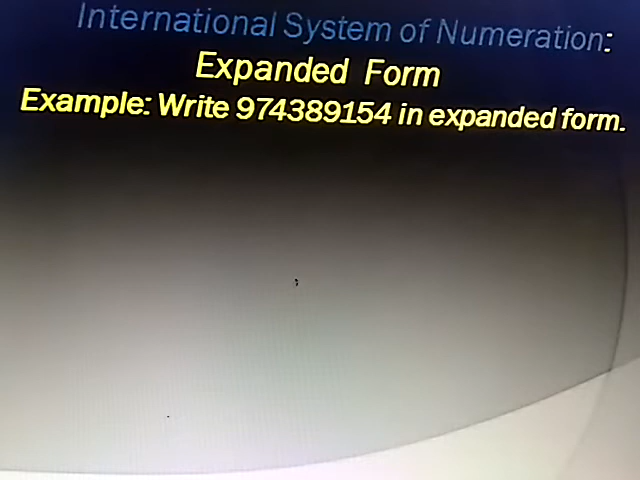 International System of Numeration:
Expanded Form
Example: Write 974389154 in expanded form.